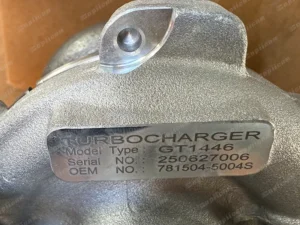 TURBOCHARGER
Model Type : GT1446
Serial NO. : 250627006
OEM NO. : 781504-5004S